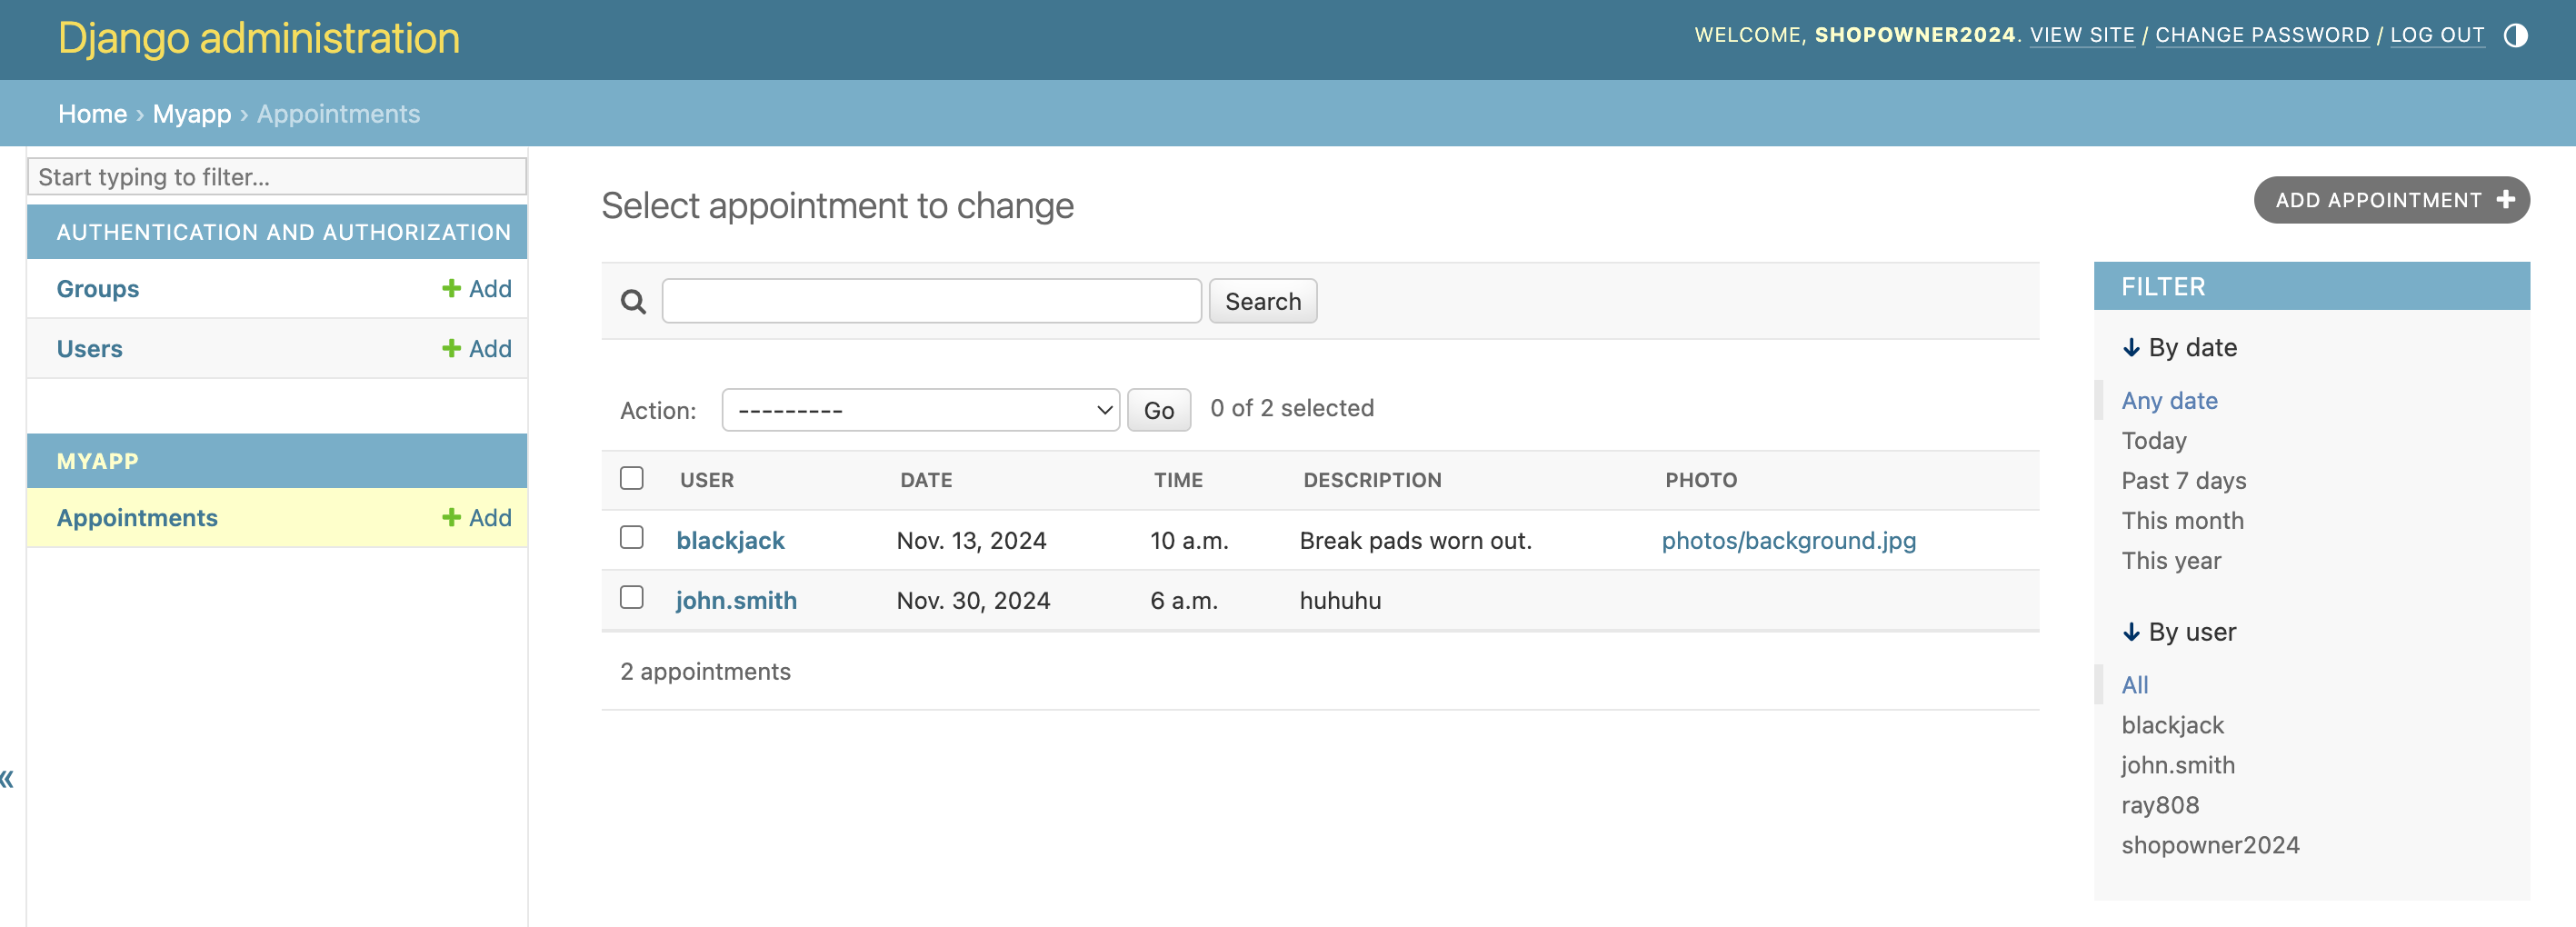 Django administration
WELCOME, SHOPOWNER2024. VIEW SITE / CHANGE PASSWORD / LOG OUT
Home › Myapp › Appointments
Start typing to filter...
AUTHENTICATION AND AUTHORIZATION
Groups + Add
Users + Add
MYAPP
Appointments + Add
«
Select appointment to change
ADD APPOINTMENT +
Search
Action: --------- Go 0 of 2 selected
USER DATE TIME DESCRIPTION PHOTO
blackjack Nov. 13, 2024 10 a.m. Break pads worn out. photos/background.jpg
john.smith Nov. 30, 2024 6 a.m. huhuhu
2 appointments
FILTER
↓ By date
Any date
Today
Past 7 days
This month
This year
↓ By user
All
blackjack
john.smith
ray808
shopowner2024